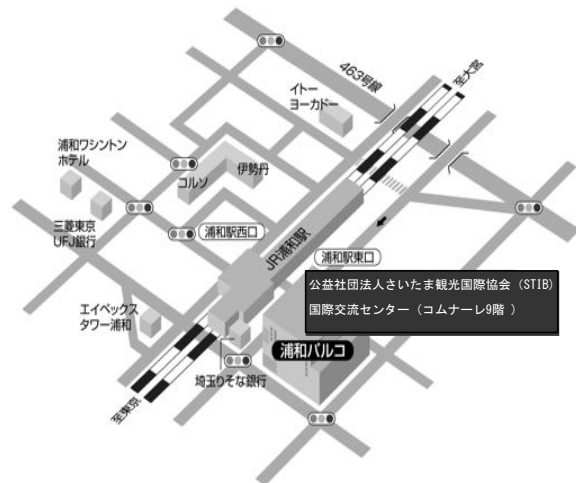 463号線
至大宮
イトー
ヨーカドー
浦和ワシントン
ホテル
伊勢丹
コルソ
三菱東京
UFJ銀行
浦和駅西口
JR浦和駅
浦和駅東口
公益社団法人さいたま観光国際協会（STIB）
国際交流センター（コムナーレ9階 ）
エイペックス
タワー浦和
浦和パルコ
埼玉りそな銀行
至東京